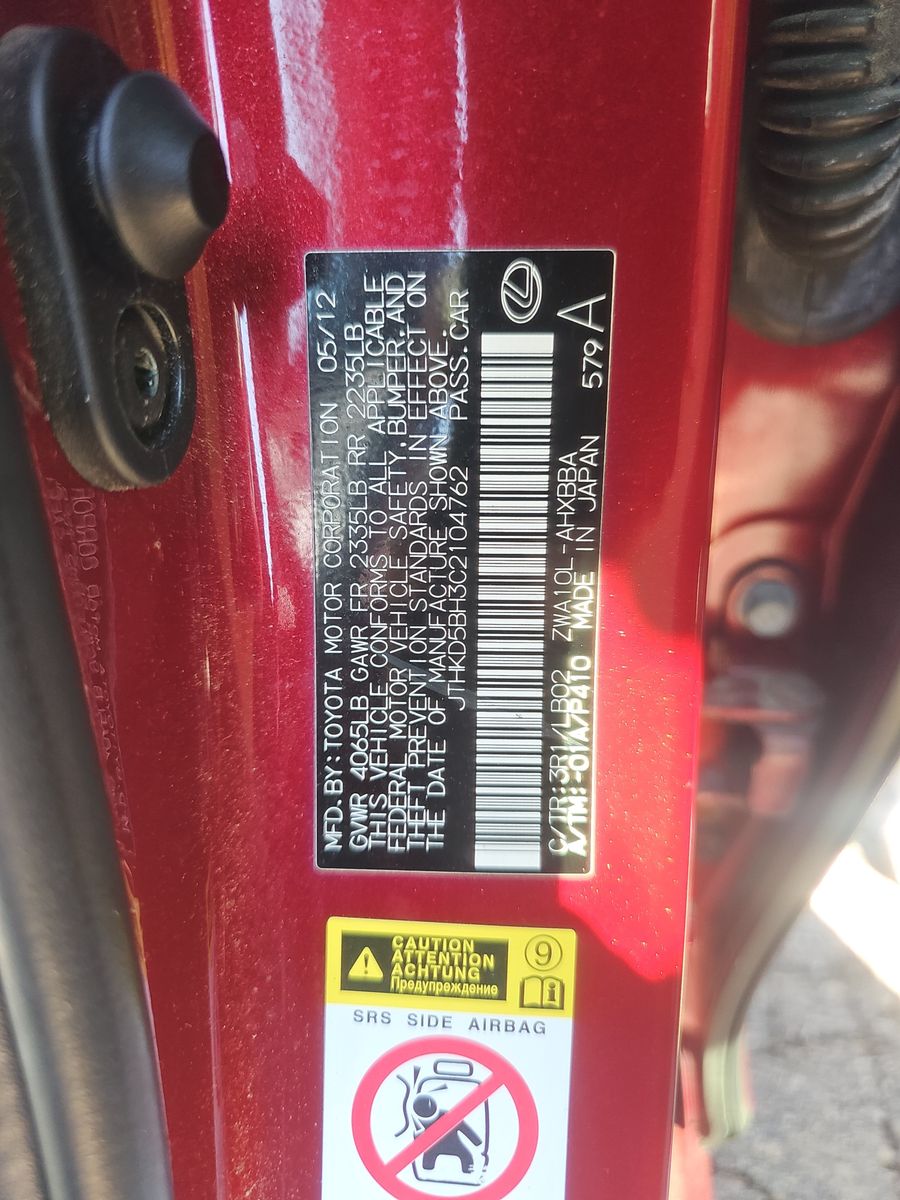 MFD. BY: TOYOTA MOTOR CORPORATION 05/12
GVWR 4065LB GAWR FR 2335LB RR 2235LB
THIS VEHICLE CONFORMS TO ALL APPLICABLE
FEDERAL MOTOR VEHICLE SAFETY, BUMPER, AND
THEFT PREVENTION STANDARDS IN EFFECT ON
THE DATE OF MANUFACTURE SHOWN ABOVE.
JTHKD5BH3C2104762 PASS. CAR
C/TR: 3R1/LB02 ZWA10L-AHXBBA 579
A/TM: -01A/P410 MADE IN JAPAN A
CAUTION
ATTENTION
ACHTUNG
Предупреждение
9
i
SRS SIDE AIRBAG